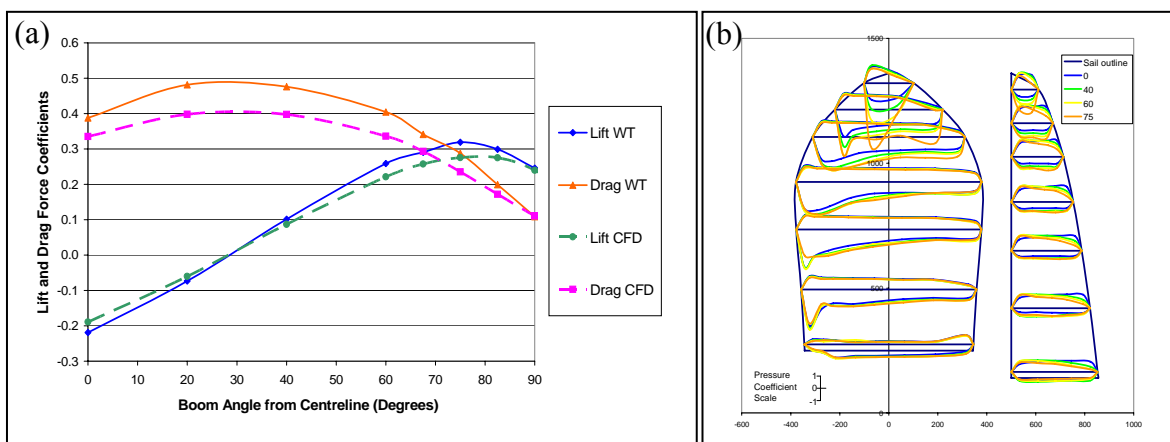 (a)
0.6
0.5
0.4
0.3
0.2
0.1
0.0
-0.1
-0.2
-0.3
Lift and Drag Force Coefficients
0 10 20 30 40 50 60 70 80 90
Boom Angle from Centreline (Degrees)
Lift WT
Drag WT
Lift CFD
Drag CFD
(b)
1500
1000
500
0
Sail outline
0
40
60
75
Pressure 1
Coefficient 0
Scale -1
-600 -400 -200 0 200 400 600 800 1000